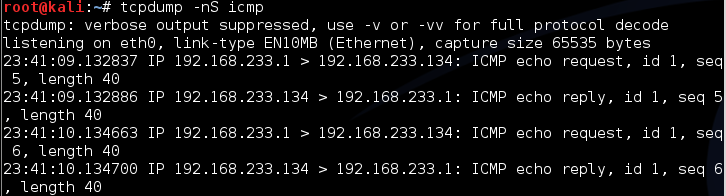 root@kali:~# tcpdump -nS icmp
tcpdump: verbose output suppressed, use -v or -vv for full protocol decode
listening on eth0, link-type EN10MB (Ethernet), capture size 65535 bytes
23:41:09.132837 IP 192.168.233.1 > 192.168.233.134: ICMP echo request, id 1, seq
 5, length 40
23:41:09.132886 IP 192.168.233.134 > 192.168.233.1: ICMP echo reply, id 1, seq 5
, length 40
23:41:10.134663 IP 192.168.233.1 > 192.168.233.134: ICMP echo request, id 1, seq
 6, length 40
23:41:10.134700 IP 192.168.233.134 > 192.168.233.1: ICMP echo reply, id 1, seq 6
, length 40